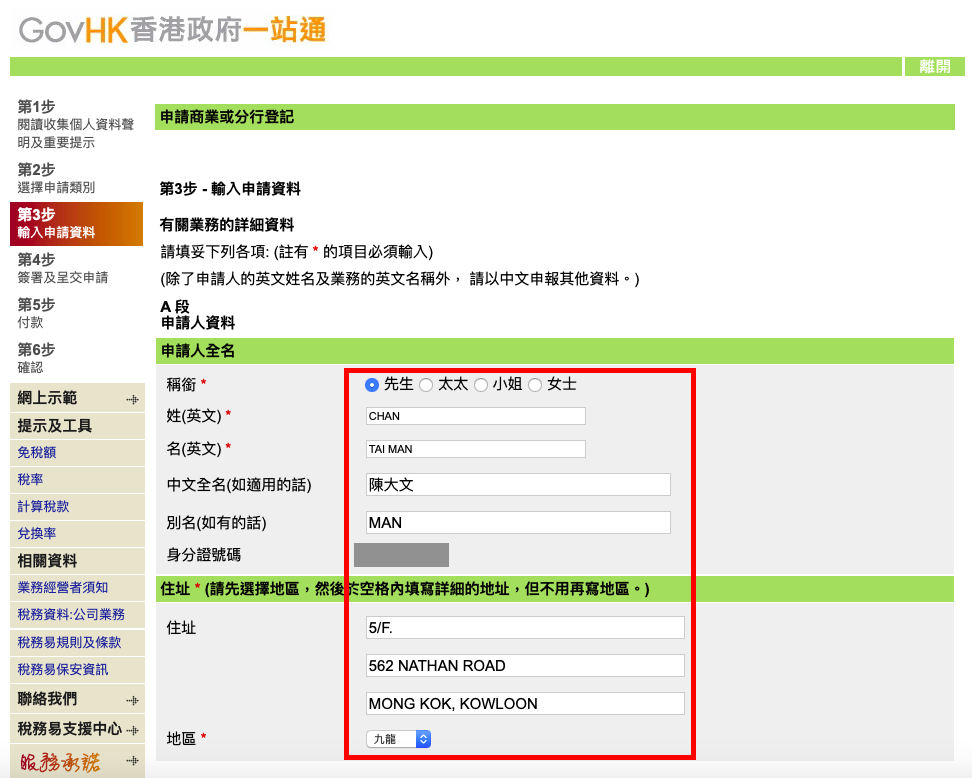 GovHK香港政府一站通
離開
第1步
閱讀收集個人資料聲
明及重要提示
第2步
選擇申請類別
第3步
輸入申請資料
第4步
簽署及呈交申請
第5步
付款
第6步
確認
網上示範
提示及工具
免稅額
稅率
計算稅款
兌換率
相關資料
業務經營者須知
稅務資料:公司業務
稅務易規則及條款
稅務易保安資訊
聯絡我們
稅務易支援中心
服務承諾
申請商業或分行登記
第3步 - 輸入申請資料
有關業務的詳細資料
請填妥下列各項: (註有 * 的項目必須輸入)
(除了申請人的英文姓名及業務的英文名稱外， 請以中文申報其他資料。)
A 段
申請人資料
申請人全名
稱銜 * 先生 太太 小姐 女士
姓(英文) * CHAN
名(英文) * TAI MAN
中文全名(如適用的話) 陳大文
別名(如有的話) MAN
身分證號碼
住址 * (請先選擇地區，然後於空格內填寫詳細的地址，但不用再寫地區。)
住址 5/F.
562 NATHAN ROAD
MONG KOK, KOWLOON
地區 * 九龍